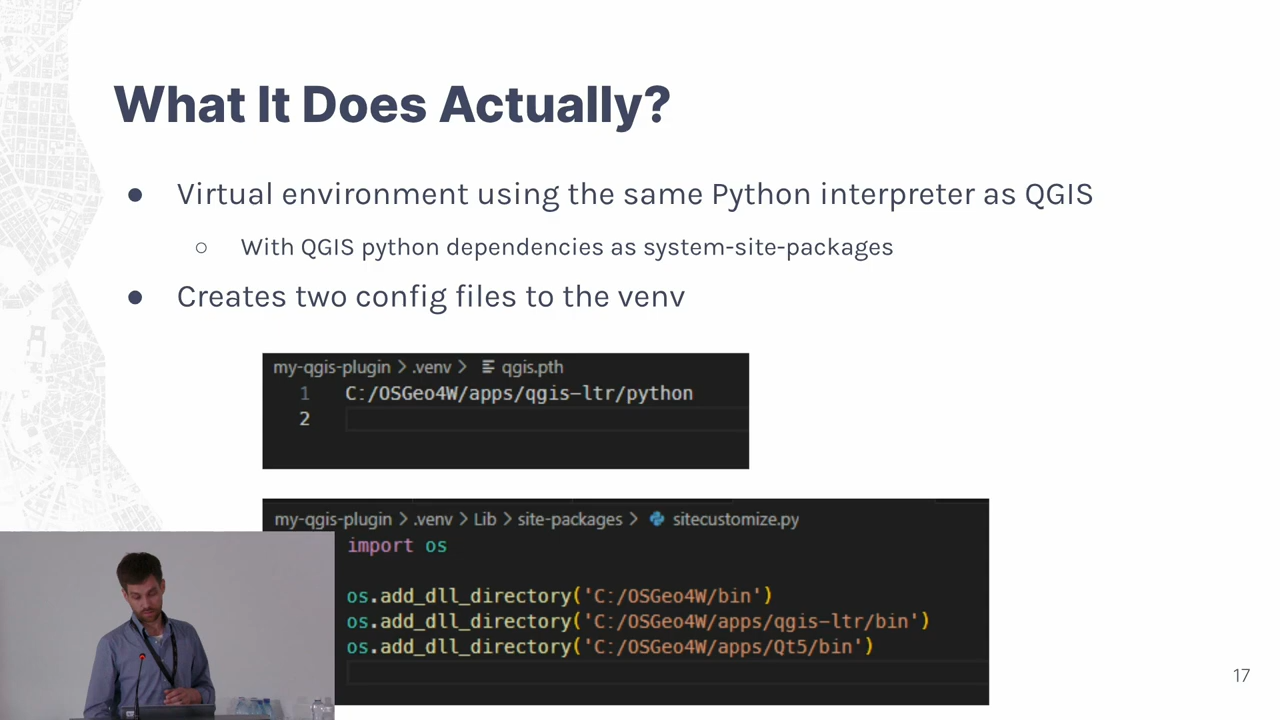 What It Does Actually?
● Virtual environment using the same Python interpreter as QGIS
○ With QGIS python dependencies as system-site-packages
● Creates two config files to the venv
my-qgis-plugin > .venv > qgis.pth
1 C:/OSGeo4W/apps/qgis-ltr/python
2
my-qgis-plugin > .venv > Lib > site-packages > sitecustomize.py
import os
os.add_dll_directory('C:/OSGeo4W/bin')
os.add_dll_directory('C:/OSGeo4W/apps/qgis-ltr/bin')
os.add_dll_directory('C:/OSGeo4W/apps/Qt5/bin')
17